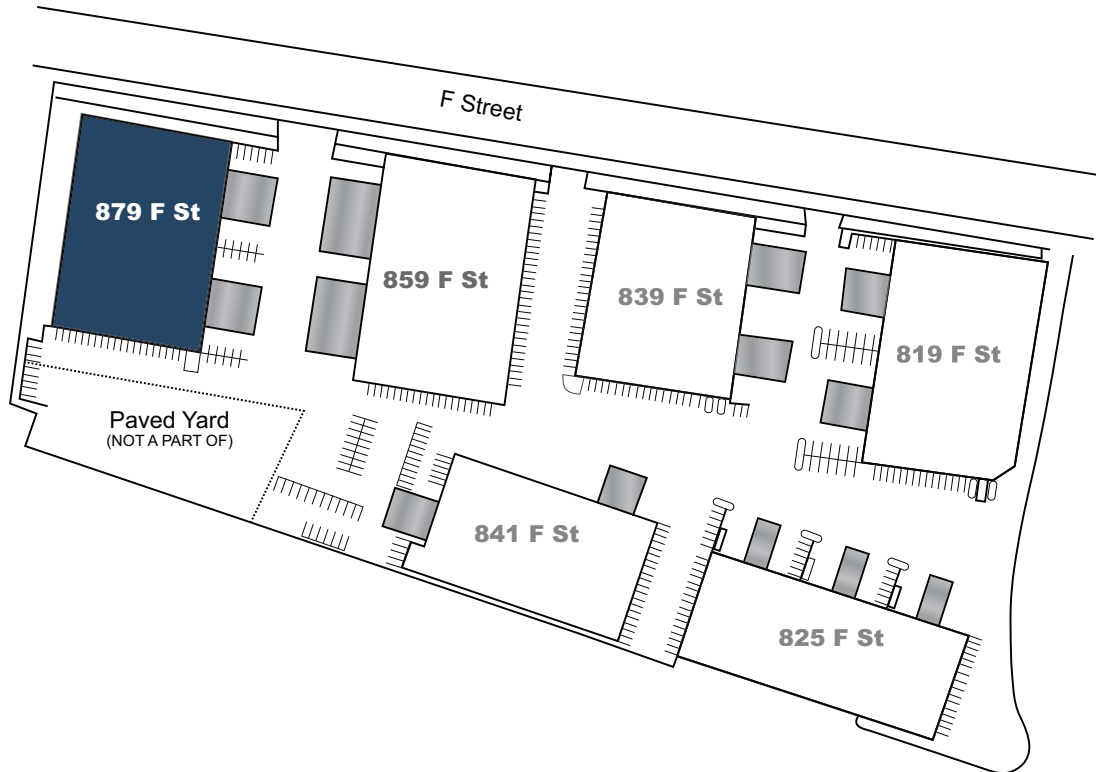 F Street
879 F St
859 F St
839 F St
819 F St
Paved Yard
(NOT A PART OF)
841 F St
825 F St